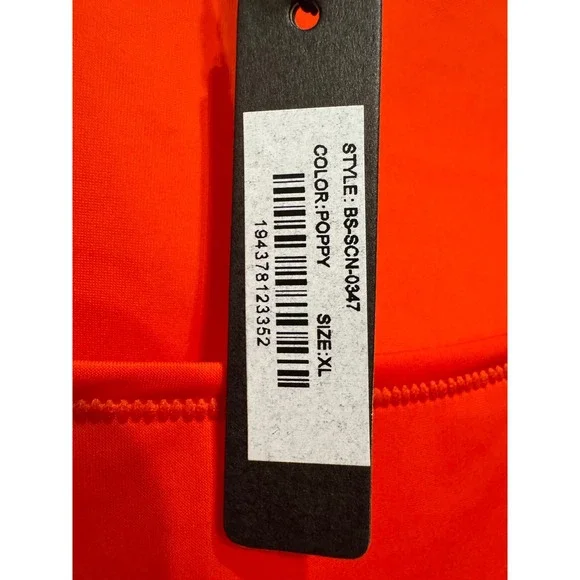 STYLE: BS-SCN-0347
COLOR:POPPY SIZE:XL
194378123352